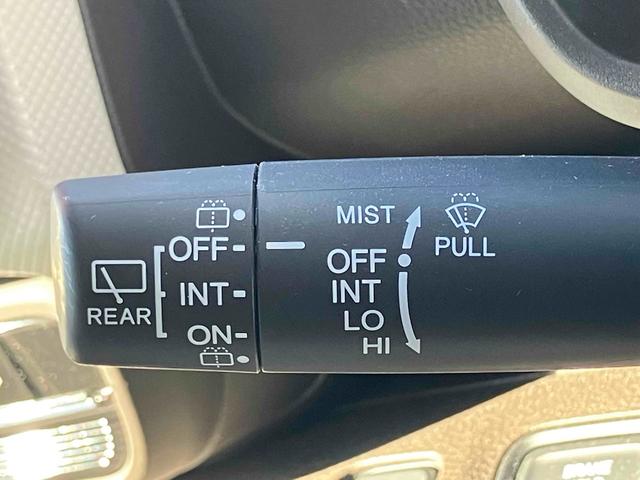 OFF
INT
ON
REAR
MIST
OFF
INT
LO
HI
PULL